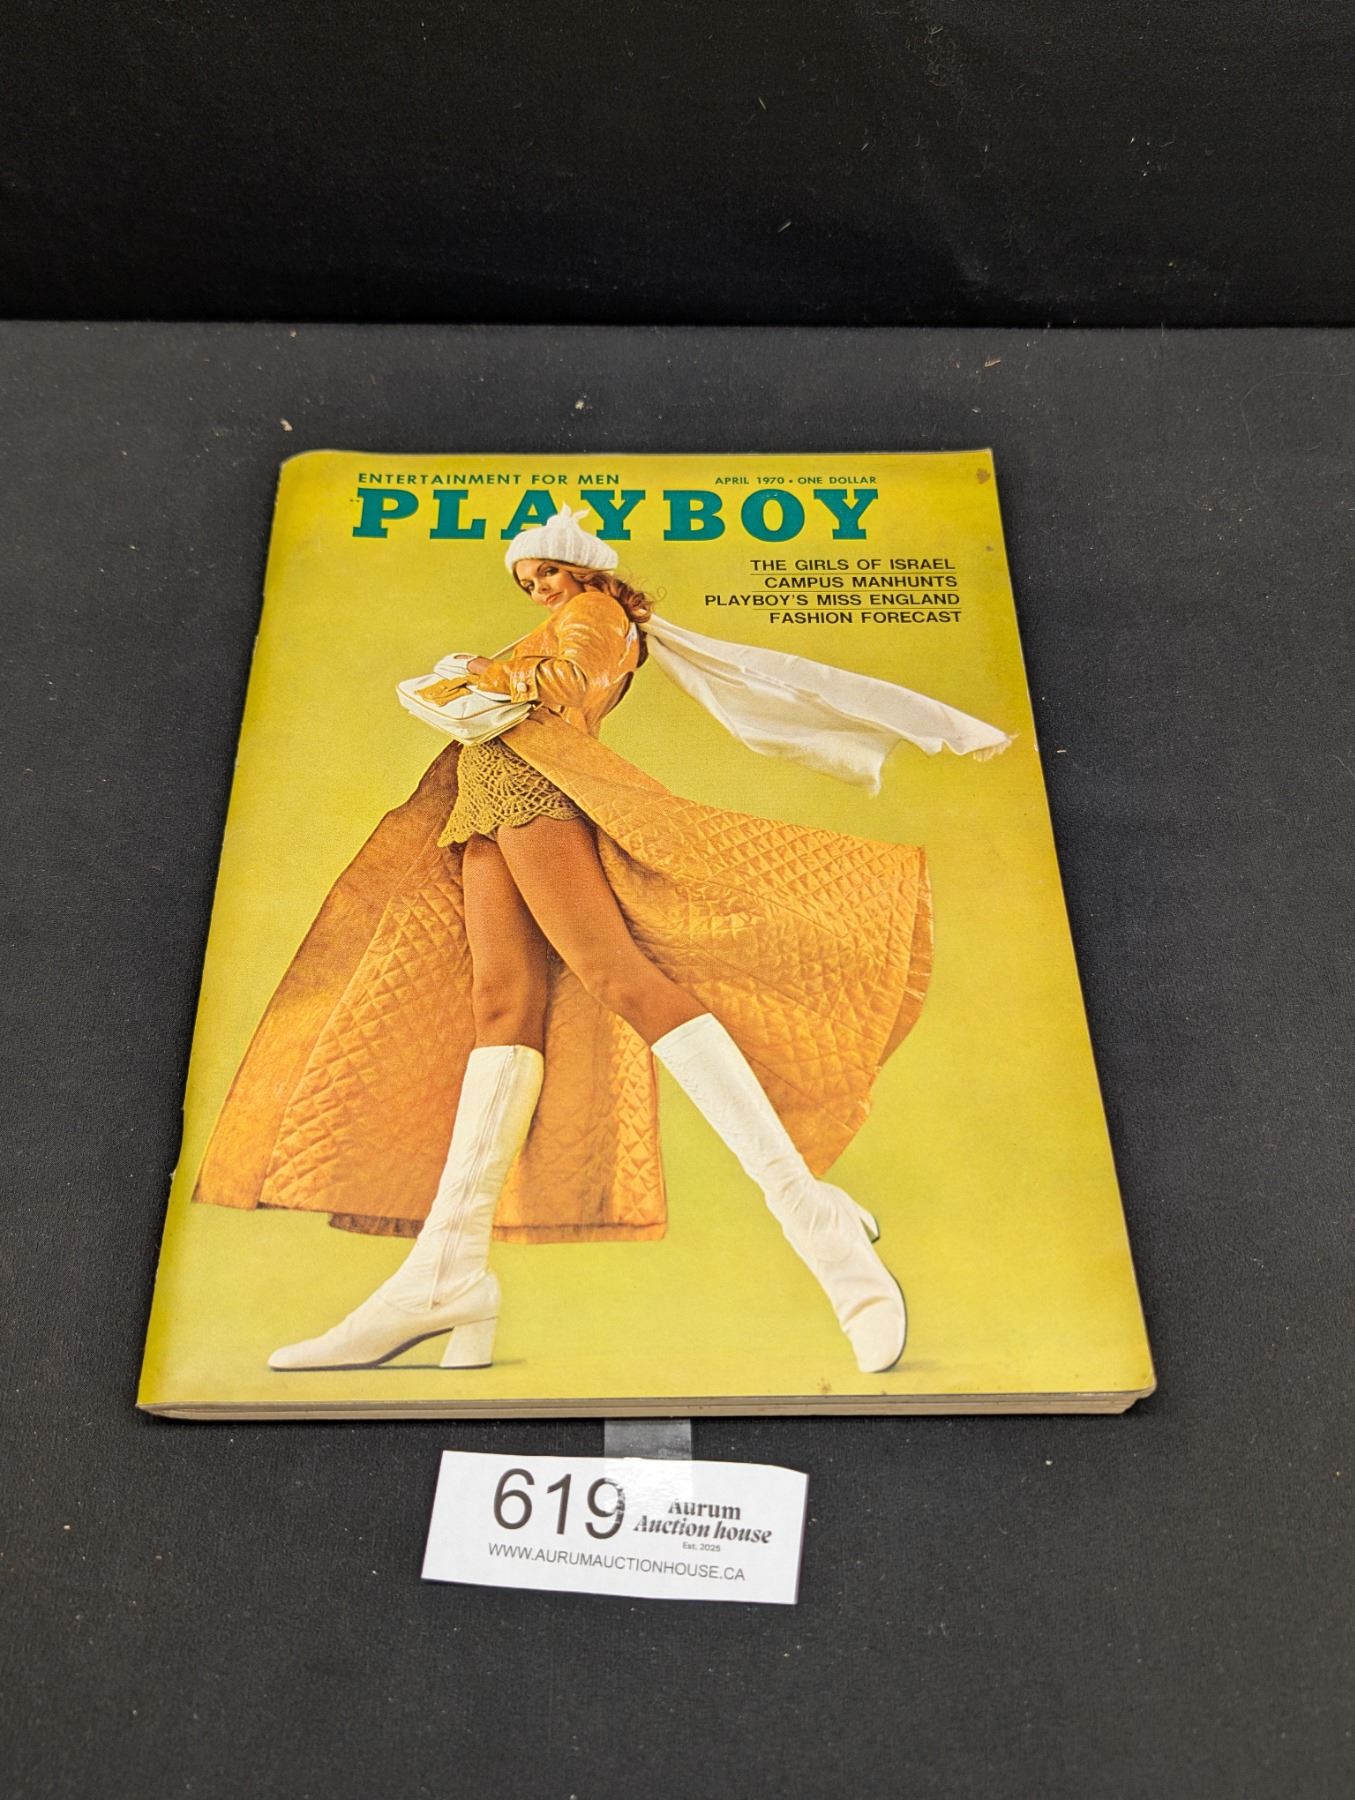 ENTERTAINMENT FOR MEN
APRIL 1970 • ONE DOLLAR
PLAYBOY
THE GIRLS OF ISRAEL
CAMPUS MANHUNTS
PLAYBOY'S MISS ENGLAND
FASHION FORECAST
619
Aurum
Auction house
Est. 2025
WWW.AURUMAUCTIONHOUSE.CA